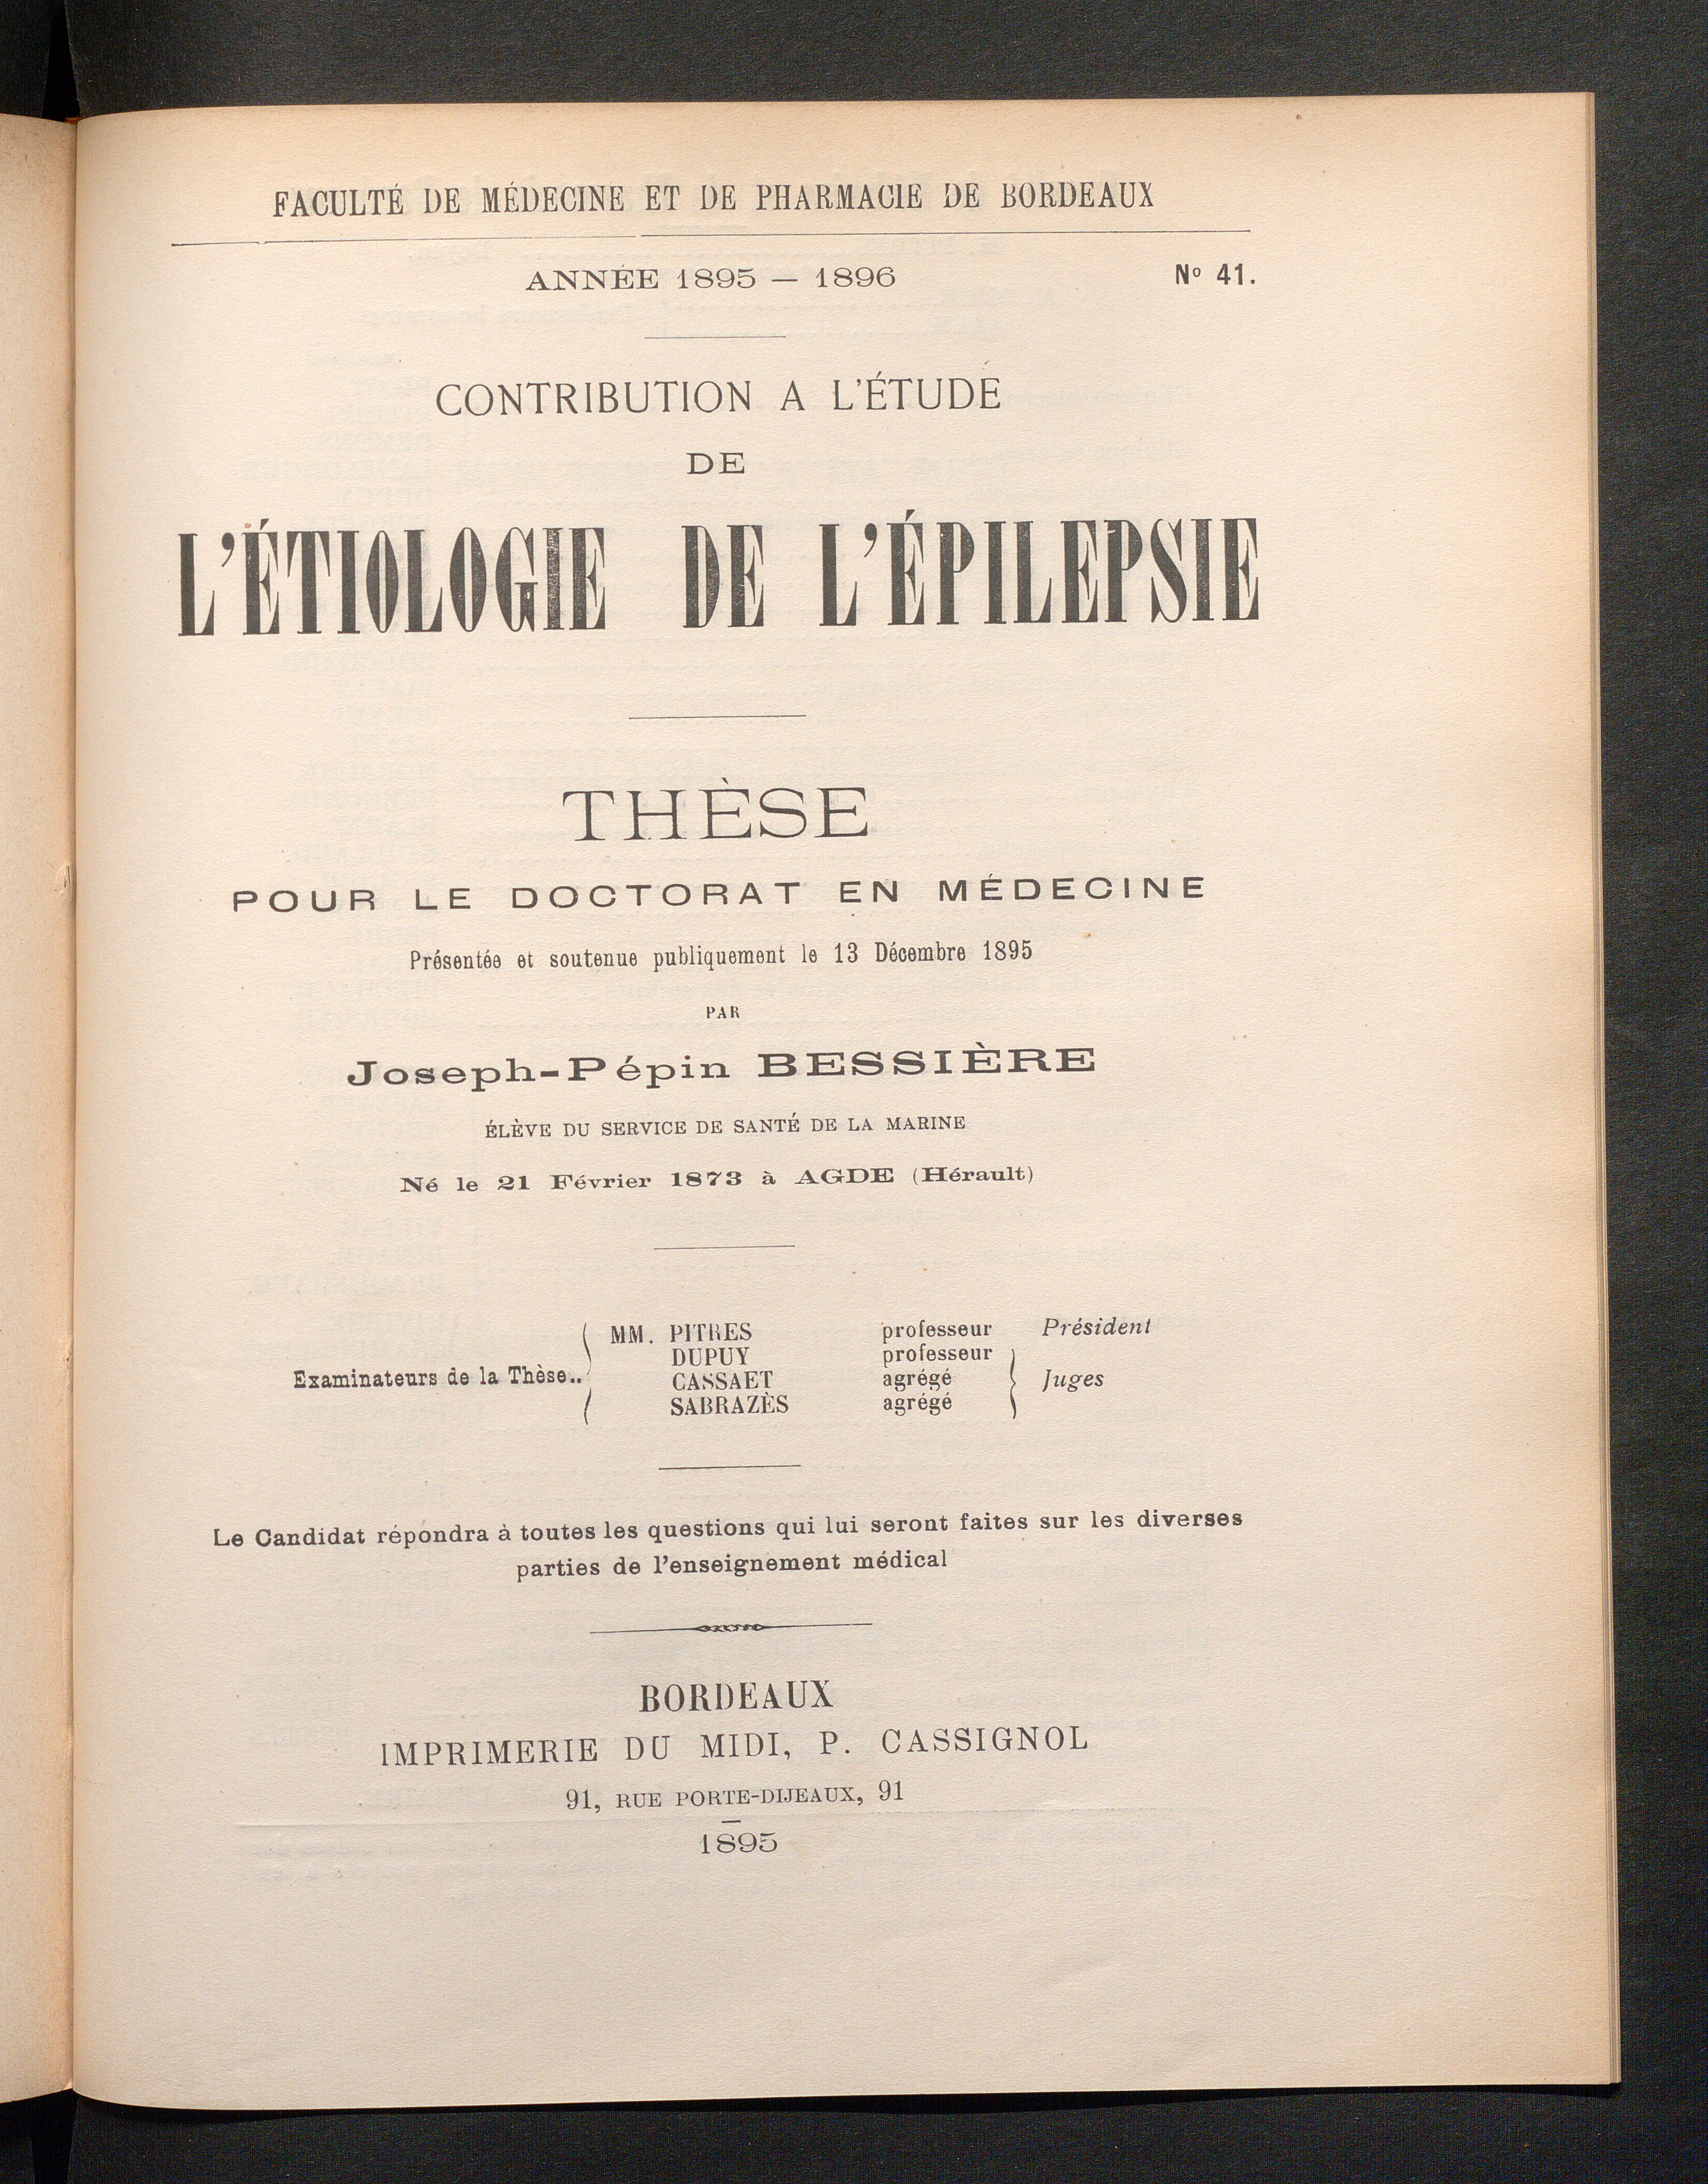 FACULTÉ DE MÉDECINE ET DE PHARMACIE DE BORDEAUX
ANNÉE 1895 — 1896 No 41.
CONTRIBUTION A L'ÉTUDE
DE
L'ÉTIOLOGIE DE L'ÉPILEPSIE
THÈSE
POUR LE DOCTORAT EN MÉDECINE
Présentée et soutenue publiquement le 13 Décembre 1895
PAR
Joseph-Pépin BESSIÈRE
ÉLÈVE DU SERVICE DE SANTÉ DE LA MARINE
Né le 21 Février 1873 à AGDE (Hérault)
MM. PITRES professeur Président
DUPUY professeur
Examinateurs de la Thèse.. CASSAET agrégé Juges
SABRAZÈS agrégé
Le Candidat répondra à toutes les questions qui lui seront faites sur les diverses
parties de l'enseignement médical
BORDEAUX
IMPRIMERIE DU MIDI, P. CASSIGNOL
91, RUE PORTE-DIJEAUX, 91
1895